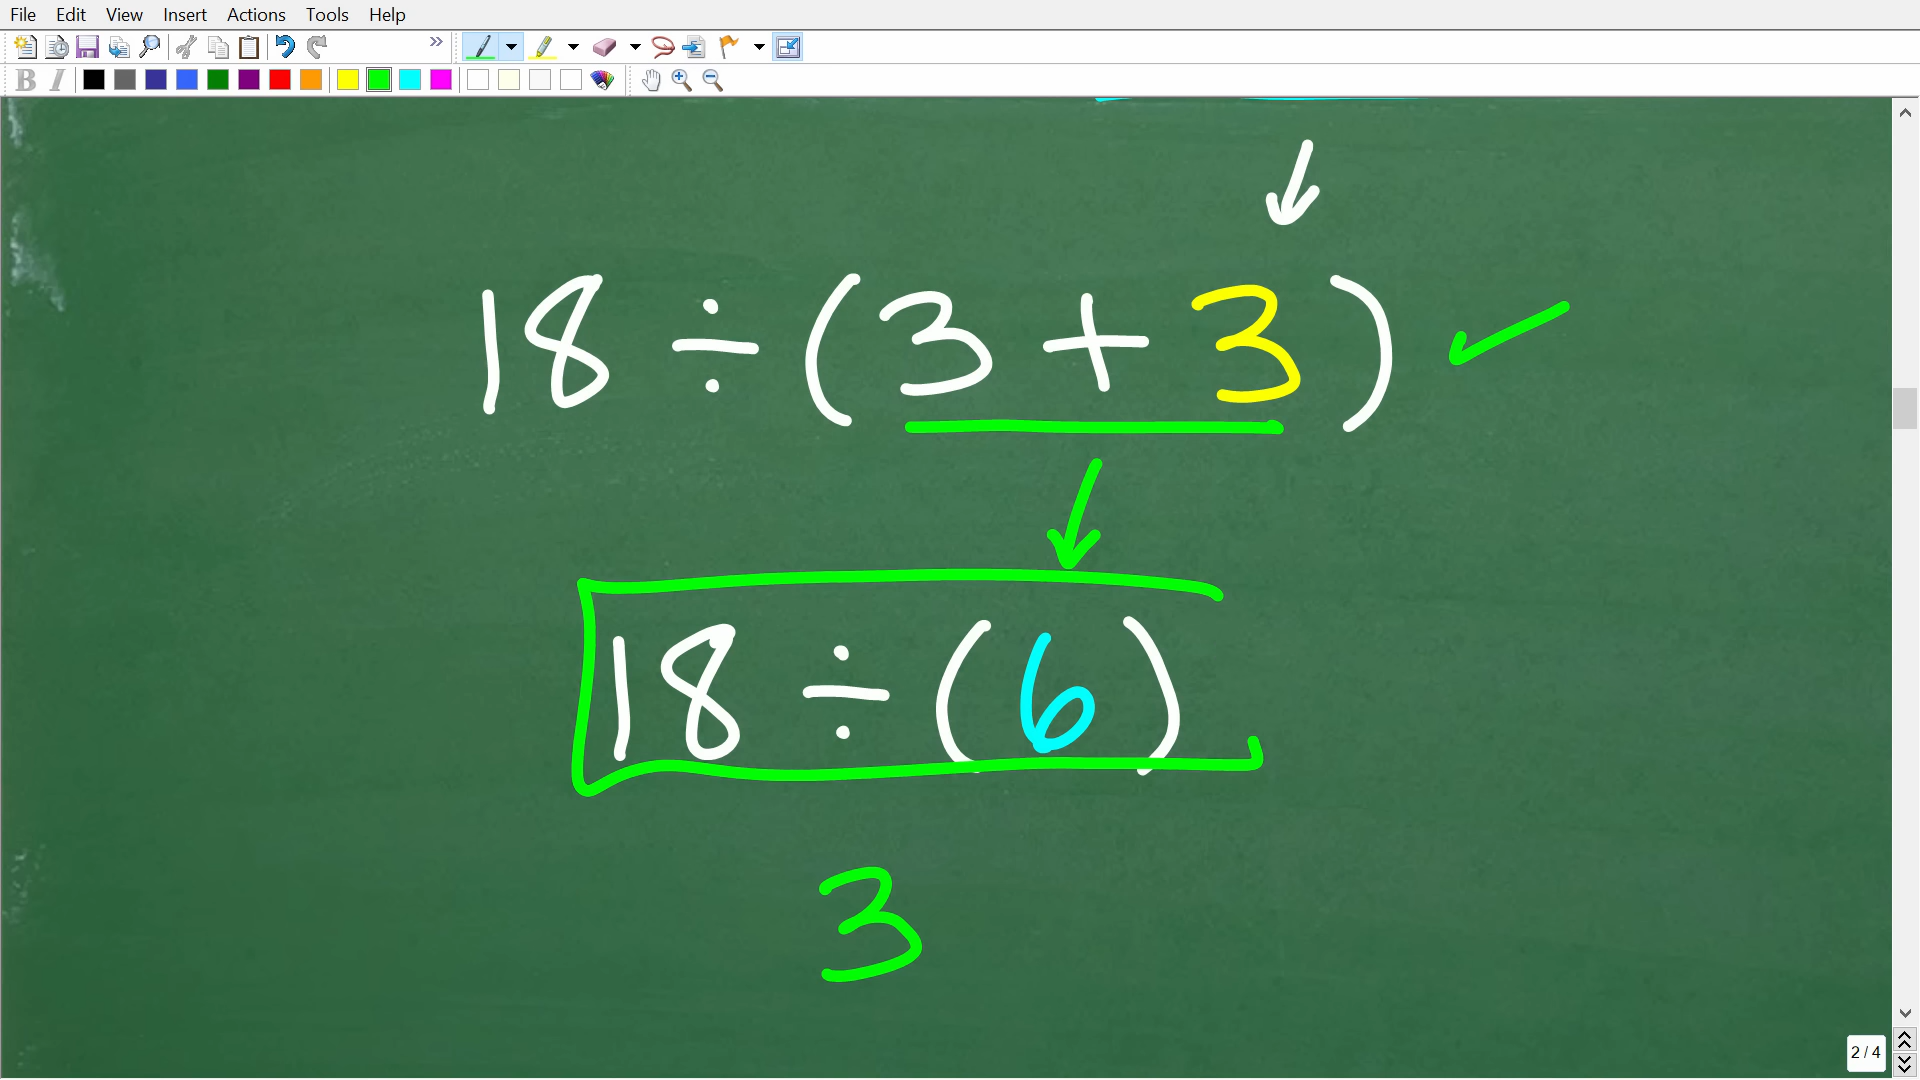 File Edit View Insert Actions Tools Help
B I
18 ÷ (3 + 3)
18 ÷ (6)
3
2 / 4